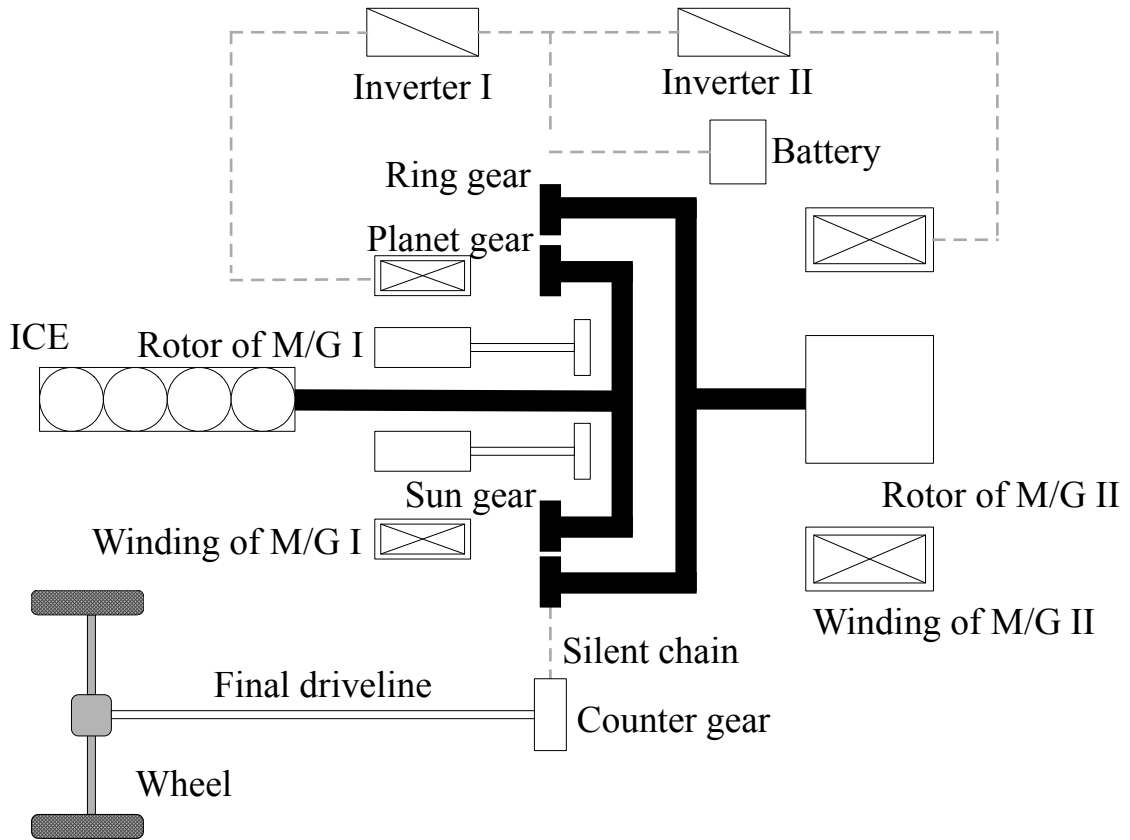 Inverter I
Inverter II
Battery
Ring gear
Planet gear
ICE
Rotor of M/G I
Sun gear
Rotor of M/G II
Winding of M/G I
Winding of M/G II
Silent chain
Final driveline
Counter gear
Wheel